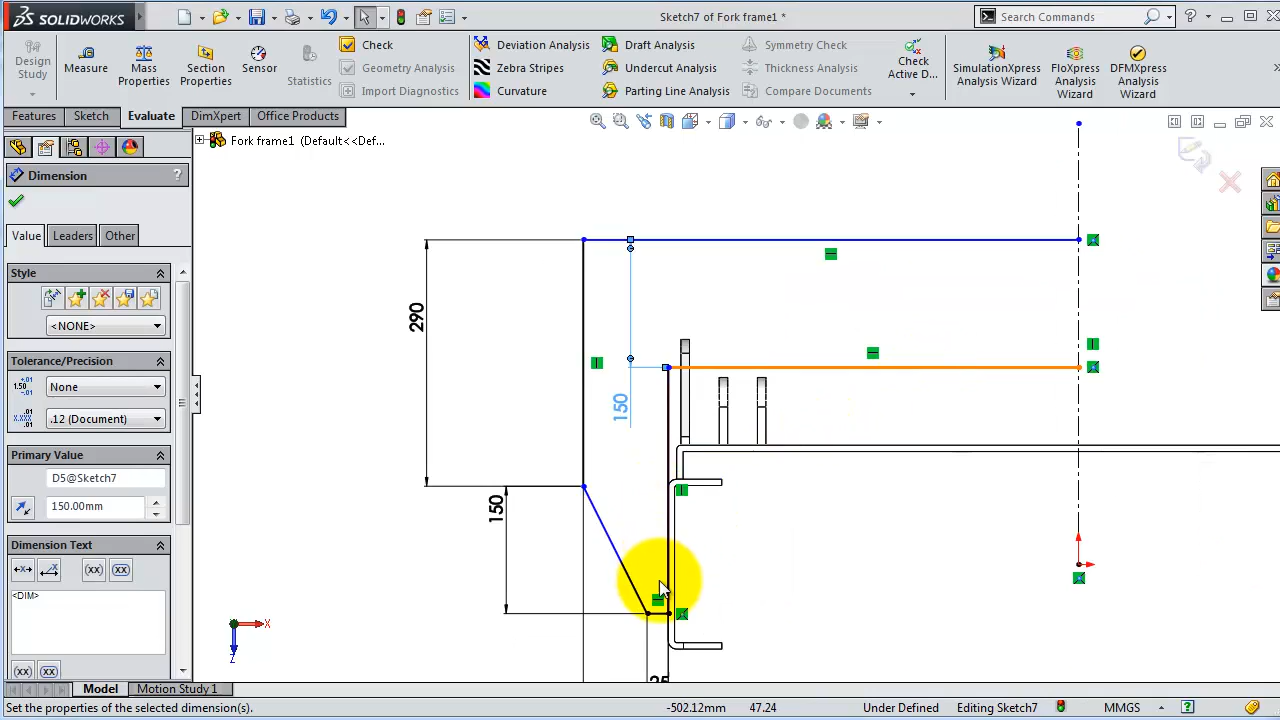 SOLIDWORKS
Sketch7 of Fork frame1 *
Search Commands
Design Study
Measure
Mass Properties
Section Properties
Sensor
Statistics
Check
Geometry Analysis
Import Diagnostics
Deviation Analysis
Zebra Stripes
Curvature
Draft Analysis
Undercut Analysis
Parting Line Analysis
Symmetry Check
Thickness Analysis
Compare Documents
Check Active D...
SimulationXpress Analysis Wizard
FloXpress Analysis Wizard
DFMXpress Analysis Wizard
Features
Sketch
Evaluate
DimXpert
Office Products
Fork frame1 (Default<<Def...
Dimension
?
Value
Leaders
Other
Style
<NONE>
Tolerance/Precision
None
.12 (Document)
Primary Value
D5@Sketch7
150.00mm
Dimension Text
<DIM>
290
150
150
25
X
Z
Model
Motion Study 1
Set the properties of the selected dimension(s).
-502.12mm
47.24
Under Defined
Editing Sketch7
MMGS